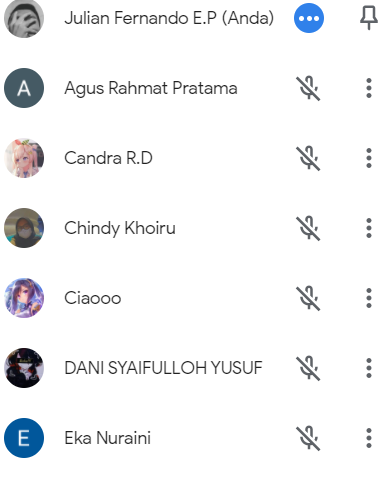 Julian Fernando E.P (Anda)
A Agus Rahmat Pratama
Candra R.D
Chindy Khoiru
Ciaooo
DANI SYAIFULLOH YUSUF
E Eka Nuraini